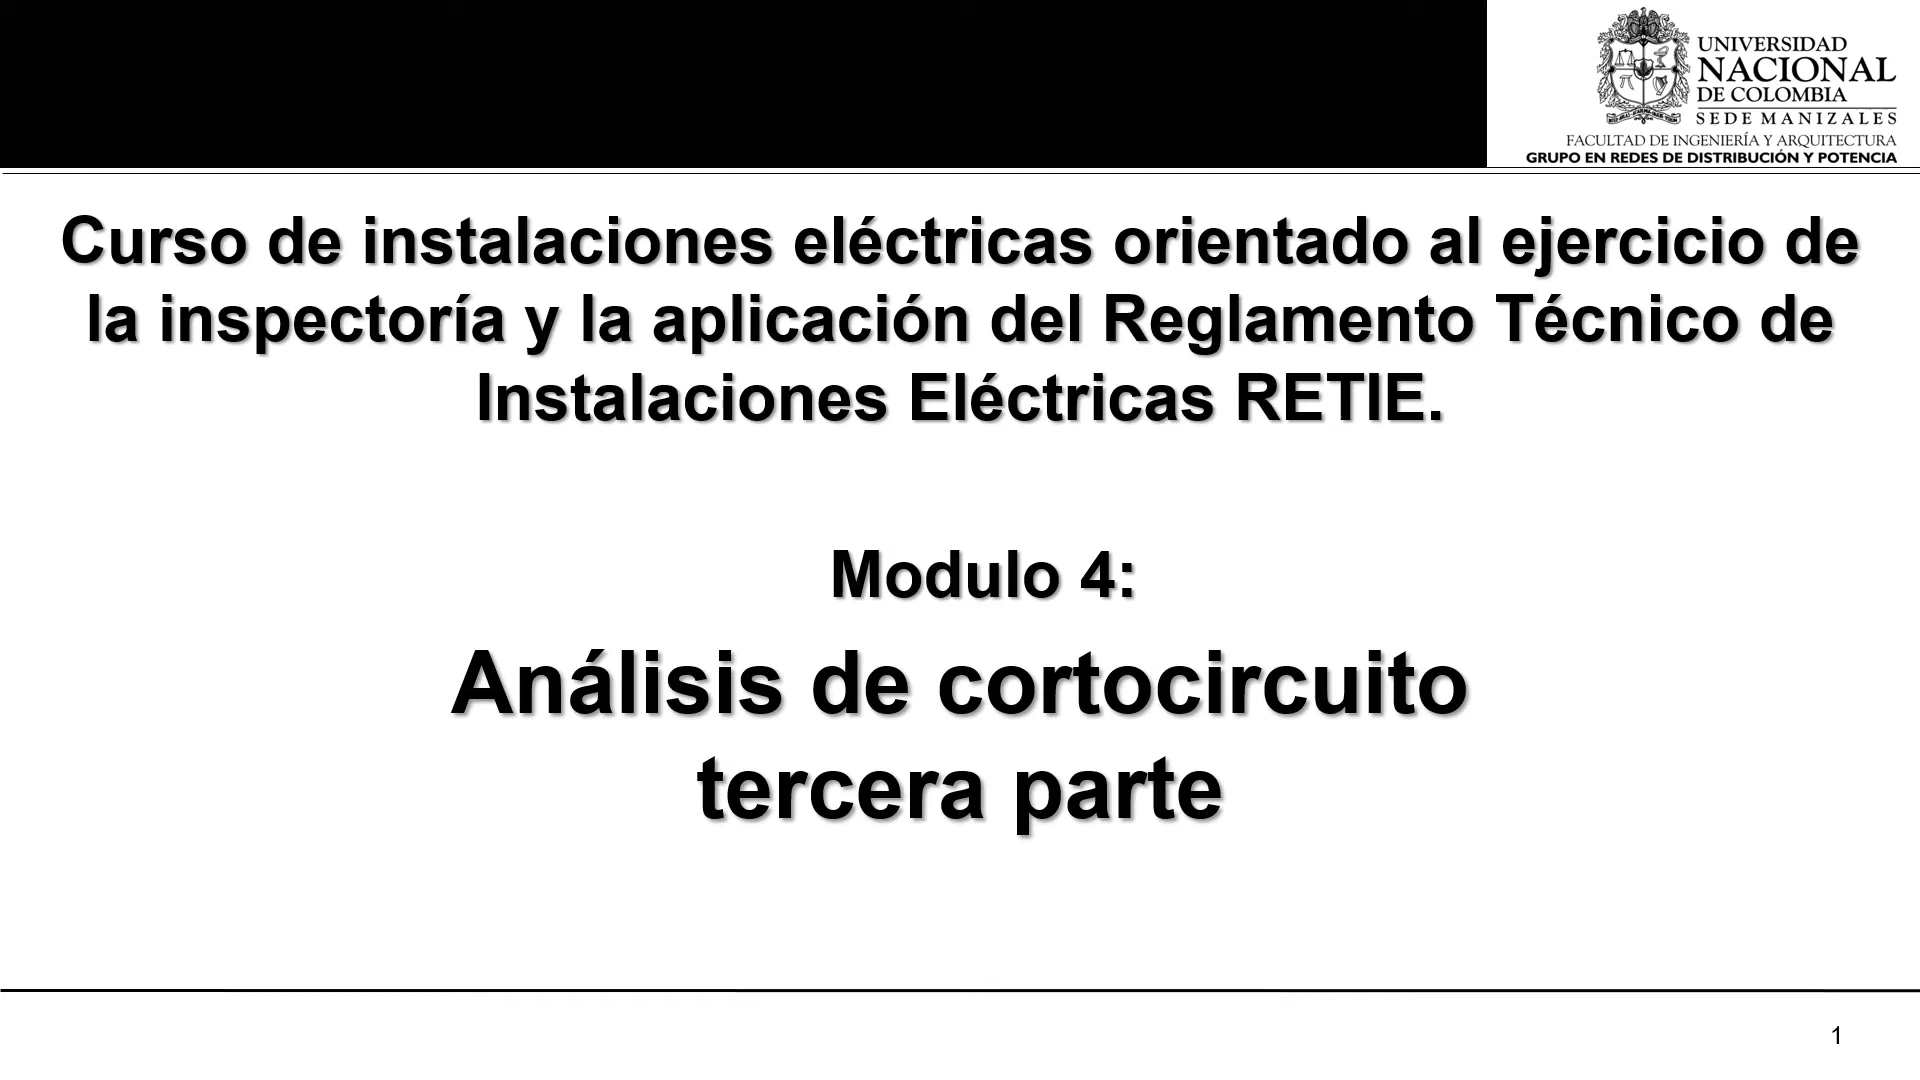 UNIVERSIDAD
NACIONAL
DE COLOMBIA
SEDE MANIZALES
FACULTAD DE INGENIERÍA Y ARQUITECTURA
GRUPO EN REDES DE DISTRIBUCIÓN Y POTENCIA
Curso de instalaciones eléctricas orientado al ejercicio de
la inspectoría y la aplicación del Reglamento Técnico de
Instalaciones Eléctricas RETIE.
Modulo 4:
Análisis de cortocircuito
tercera parte
1